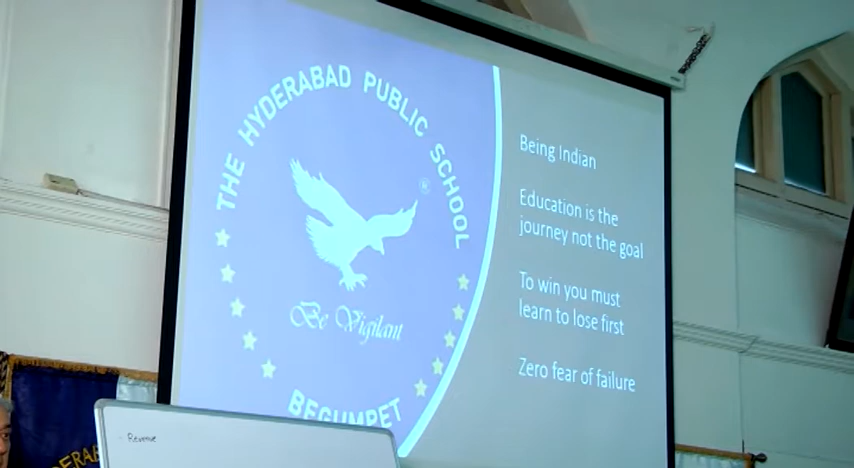 THE HYDERABAD PUBLIC SCHOOL
®
Be Vigilant
BEGUMPET
Being Indian
Education is the
journey not the goal
To win you must
learn to lose first
Zero fear of failure
Revenue